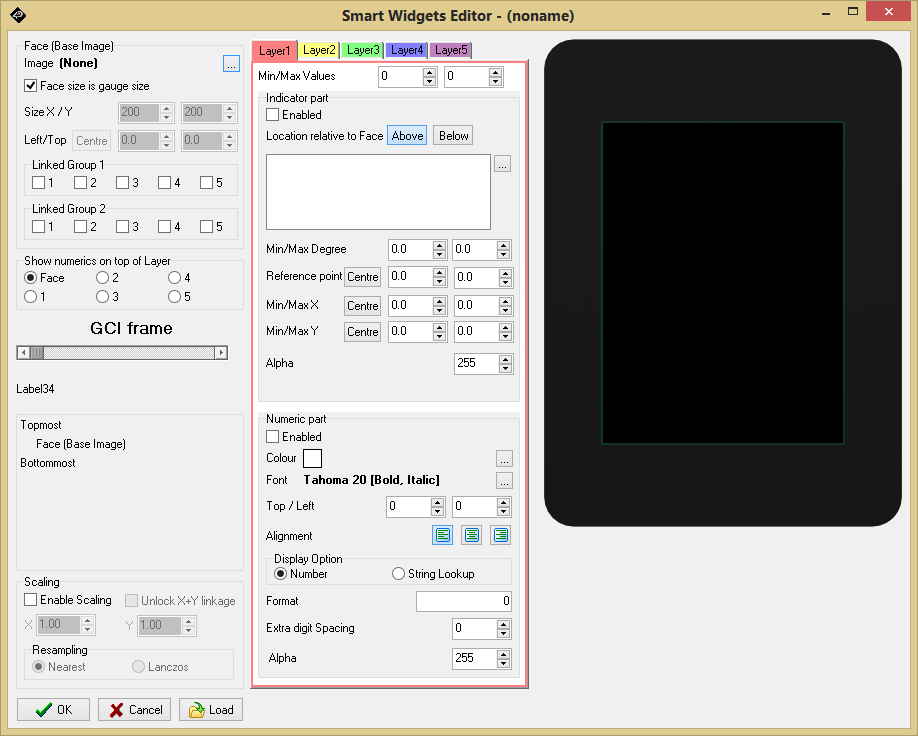 Smart Widgets Editor - (noname)
Face (Base Image)
Image (None)
...
Face size is gauge size
Size X / Y 200 200
Left/Top Centre 0.0 0.0
Linked Group 1
1 2 3 4 5
Linked Group 2
1 2 3 4 5
Show numerics on top of Layer
Face 2 4
1 3 5
GCI frame
Label34
Topmost
Face (Base Image)
Bottommost
Scaling
Enable Scaling Unlock X+Y linkage
X 1.00 Y 1.00
Resampling
Nearest Lanczos
OK Cancel Load
Layer1 Layer2 Layer3 Layer4 Layer5
Min/Max Values 0 0
Indicator part
Enabled
Location relative to Face Above Below
...
Min/Max Degree 0.0 0.0
Reference point Centre 0.0 0.0
Min/Max X Centre 0.0 0.0
Min/Max Y Centre 0.0 0.0
Alpha 255
Numeric part
Enabled
Colour ...
Font Tahoma 20 [Bold, Italic] ...
Top / Left 0 0
Alignment
Display Option
Number String Lookup
Format 0
Extra digit Spacing 0
Alpha 255